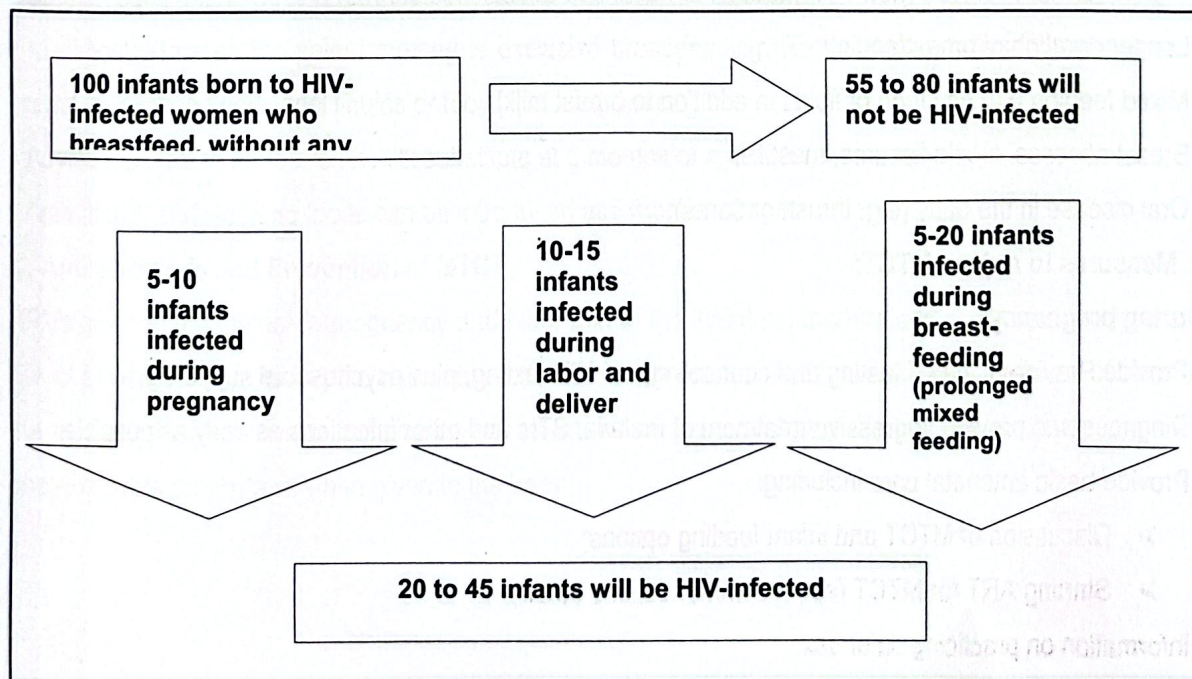 100 infants born to HIV-
infected women who
breastfeed, without any
55 to 80 infants will
not be HIV-infected
5-10
infants
infected
during
pregnancy
10-15
infants
infected
during
labor and
deliver
5-20 infants
infected
during
breast-
feeding
(prolonged
mixed
feeding)
20 to 45 infants will be HIV-infected